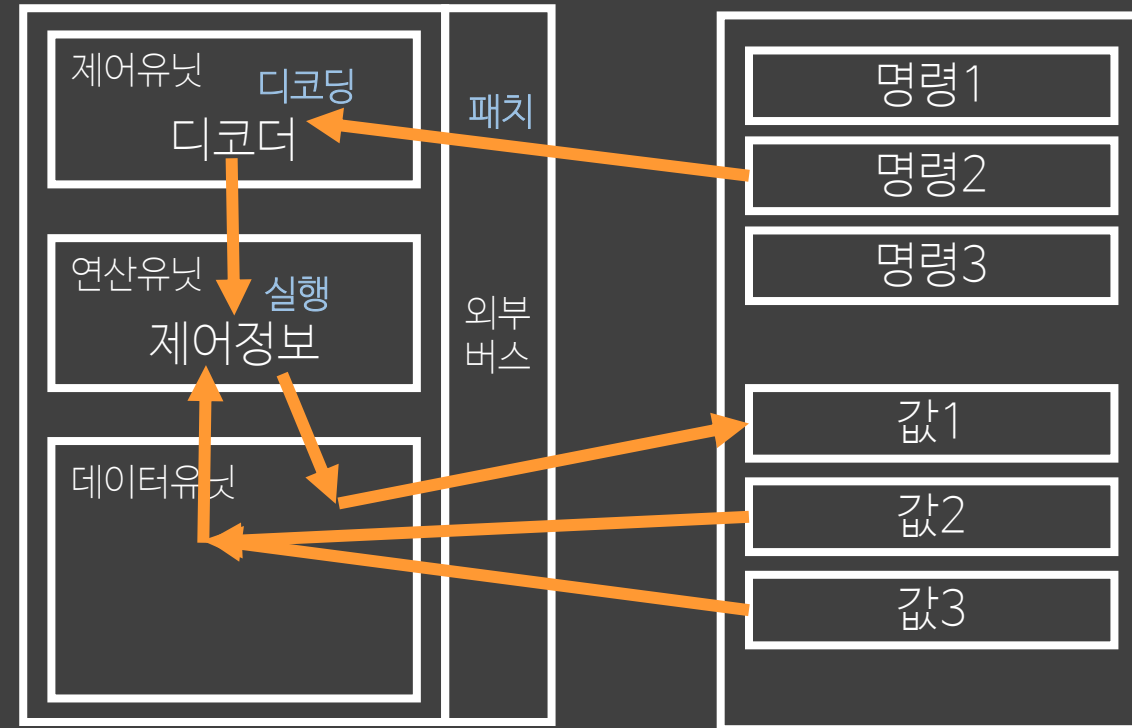 제어유닛
디코딩
디코더
연산유닛
실행
제어정보
데이터유닛
패치
외부
버스
명령1
명령2
명령3
값1
값2
값3